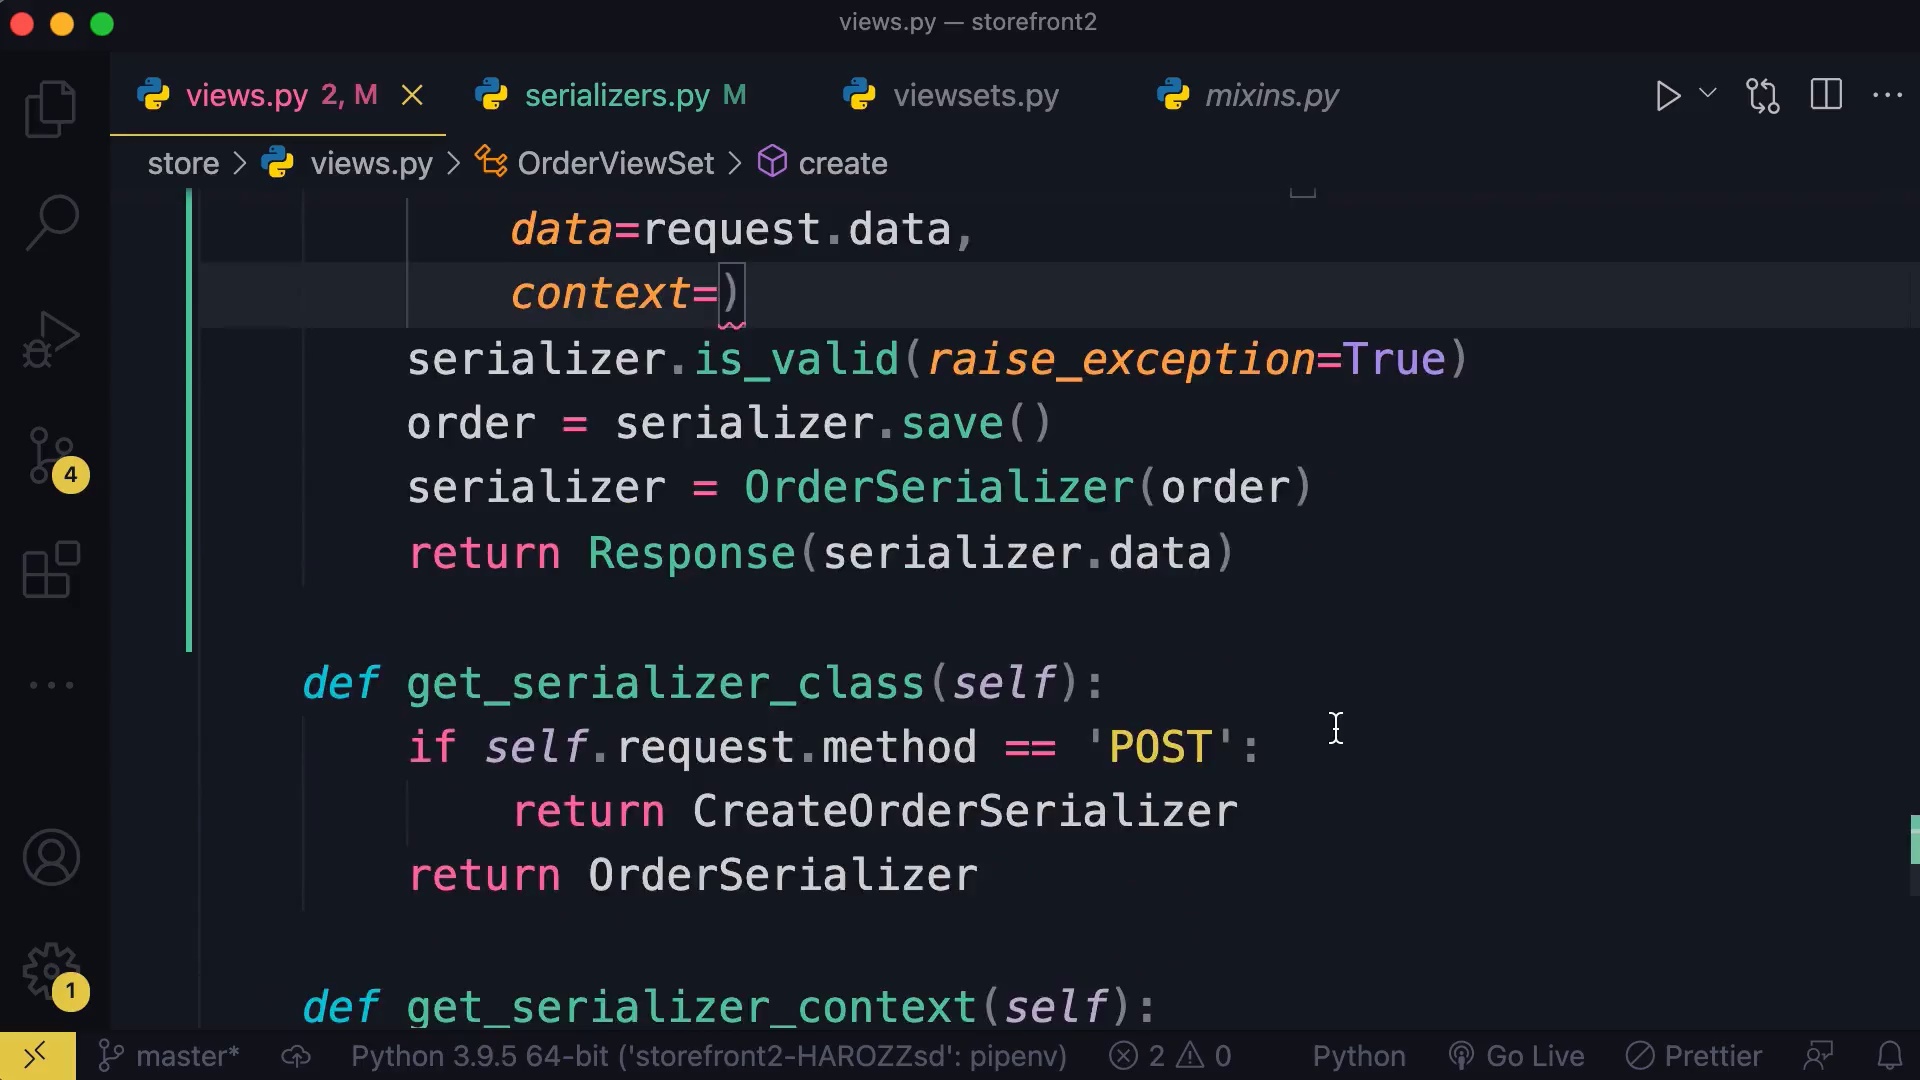 views.py — storefront2
views.py 2, M
serializers.py M
viewsets.py
mixins.py
store > views.py > OrderViewSet > create
data=request.data,
context=)
serializer.is_valid(raise_exception=True)
order = serializer.save()
serializer = OrderSerializer(order)
return Response(serializer.data)
def get_serializer_class(self):
if self.request.method == 'POST':
return CreateOrderSerializer
return OrderSerializer
def get_serializer_context(self):
4
1
master* Python 3.9.5 64-bit ('storefront2-HAROZZsd': pipenv) 2 0 Python Go Live Prettier